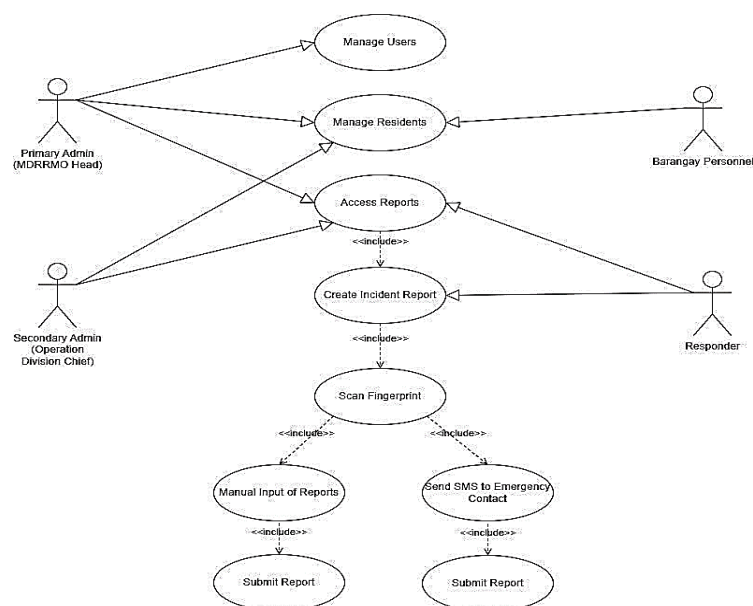 Manage Users
Primary Admin
(MDRRMO Head)
Manage Residents
Barangay Personnel
Access Reports
<<include>>
Secondary Admin
(Operation
Division Chief)
Create Incident Report
Responder
<<include>>
Scan Fingerprint
<<include>>
<<include>>
Manual Input of Reports
Send SMS to Emergency
Contact
<<include>>
<<include>>
Submit Report
Submit Report